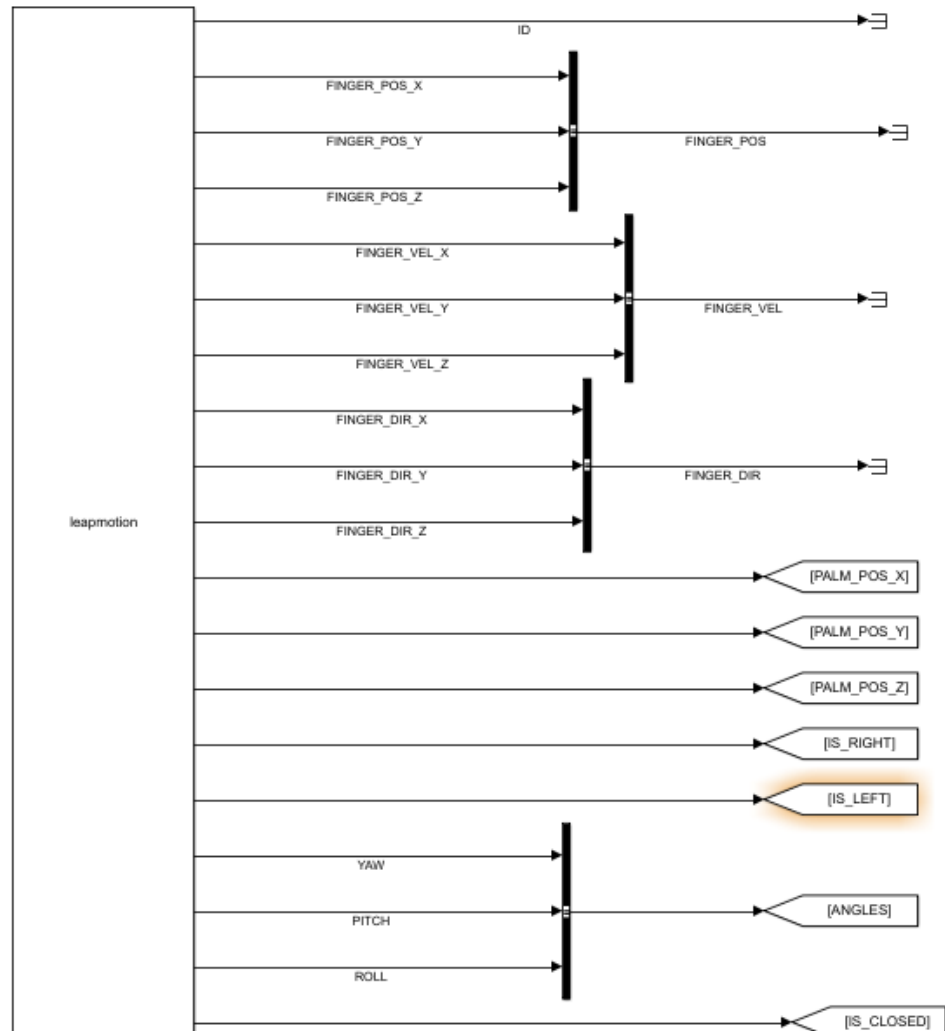 ID
FINGER_POS_X
FINGER_POS_Y
FINGER_POS
FINGER_POS_Z
FINGER_VEL_X
FINGER_VEL_Y
FINGER_VEL
FINGER_VEL_Z
FINGER_DIR_X
FINGER_DIR_Y
FINGER_DIR
leapmotion
FINGER_DIR_Z
[PALM_POS_X]
[PALM_POS_Y]
[PALM_POS_Z]
[IS_RIGHT]
[IS_LEFT]
YAW
PITCH
[ANGLES]
ROLL
[IS_CLOSED]